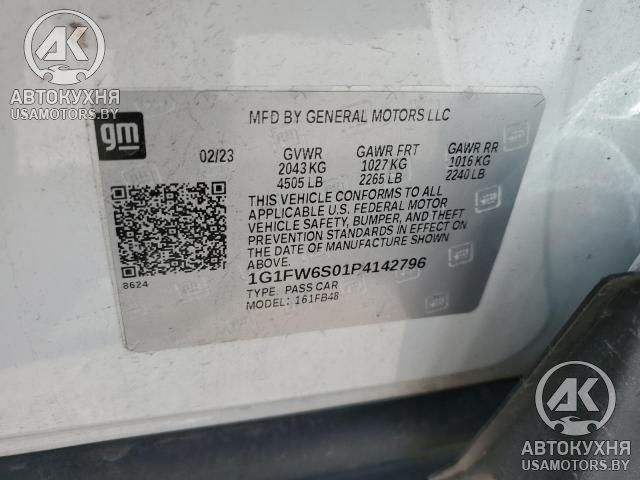 АВТОКУХНЯ
USAMOTORS.BY
gm
MFD BY GENERAL MOTORS LLC
02/23 GVWR GAWR FRT GAWR RR
2043 KG 1027 KG 1016 KG
4505 LB 2265 LB 2240 LB
THIS VEHICLE CONFORMS TO ALL
APPLICABLE U.S. FEDERAL MOTOR
VEHICLE SAFETY, BUMPER, AND THEFT
PREVENTION STANDARDS IN EFFECT ON
THE DATE OF MANUFACTURE SHOWN
ABOVE.
1G1FW6S01P4142796
8624
TYPE: PASS CAR
MODEL: 161FB48
AK
АВТОКУХНЯ
USAMOTORS.BY